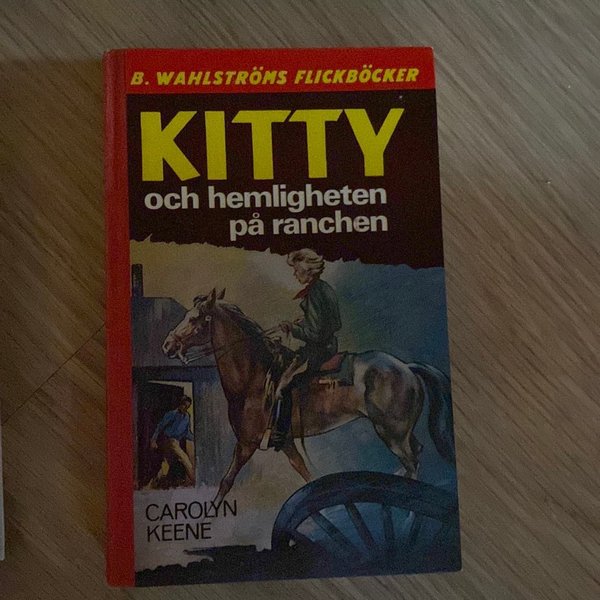 B. WAHLSTRÖMS FLICKBÖCKER
KITTY
och hemligheten
på ranchen
CAROLYN
KEENE